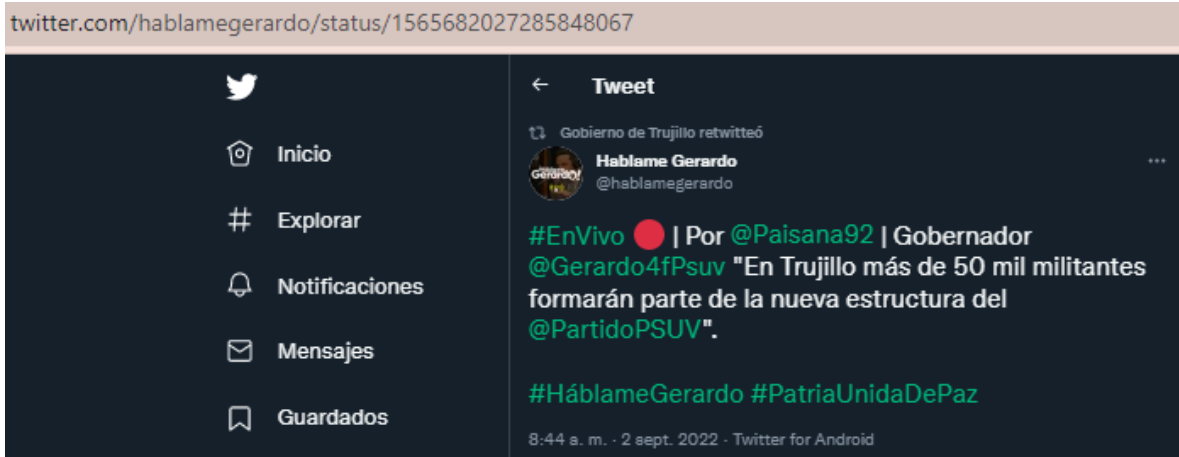 twitter.com/hablamegerardo/status/1565682027285848067
Tweet
Gobierno de Trujillo retwitteó
Inicio
Hablame Gerardo
@hablamegerardo
Explorar
#EnVivo 🔴 | Por @Paisana92 | Gobernador
@Gerardo4fPsuv "En Trujillo más de 50 mil militantes
formarán parte de la nueva estructura del
@PartidoPSUV".
Notificaciones
Mensajes
#HáblameGerardo #PatriaUnidaDePaz
Guardados
8:44 a. m. · 2 sept. 2022 · Twitter for Android